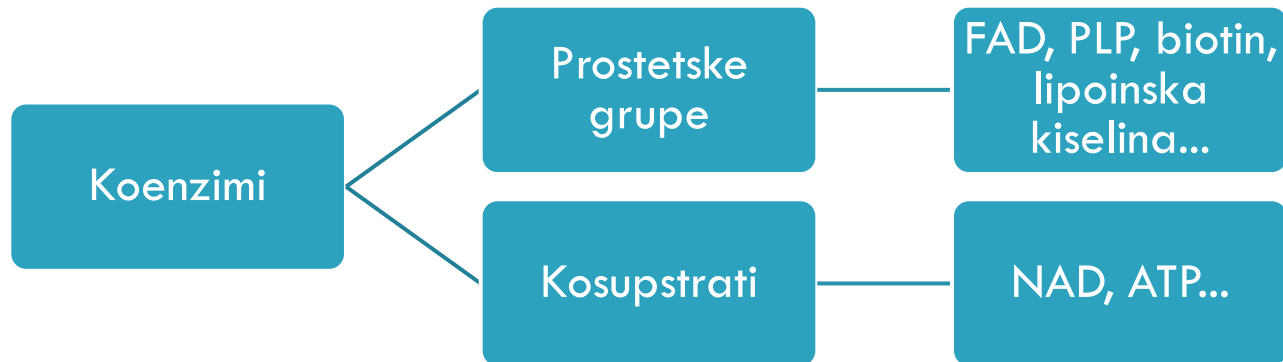 Koenzimi
Prostetske
grupe
FAD, PLP, biotin,
lipoinska
kiselina...
Kosupstrati
NAD, ATP...